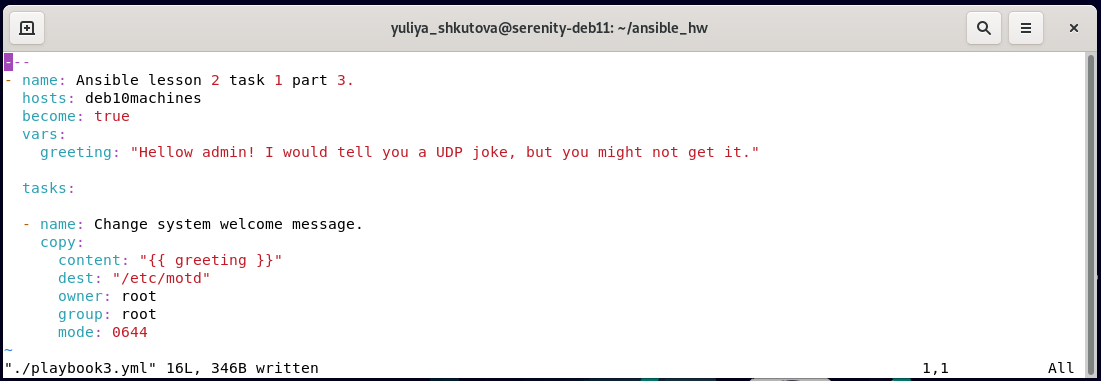 yuliya_shkutova@serenity-deb11: ~/ansible_hw
---
- name: Ansible lesson 2 task 1 part 3.
  hosts: deb10machines
  become: true
  vars:
    greeting: "Hellow admin! I would tell you a UDP joke, but you might not get it."
  tasks:
  - name: Change system welcome message.
    copy:
      content: "{{ greeting }}"
      dest: "/etc/motd"
      owner: root
      group: root
      mode: 0644
~
"./playbook3.yml" 16L, 346B written 1,1 All